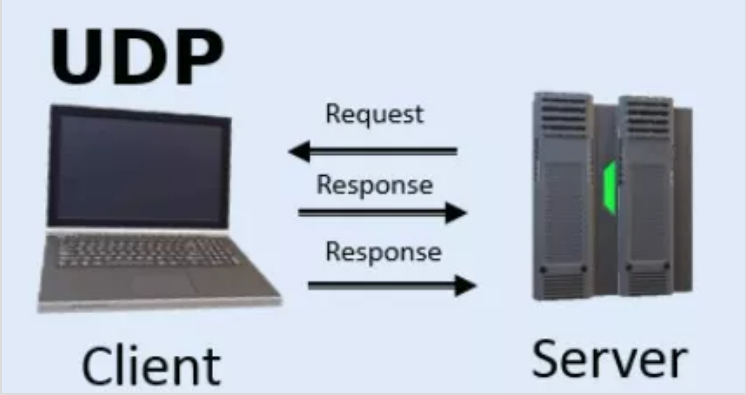 UDP
Request
Response
Response
Client
Server